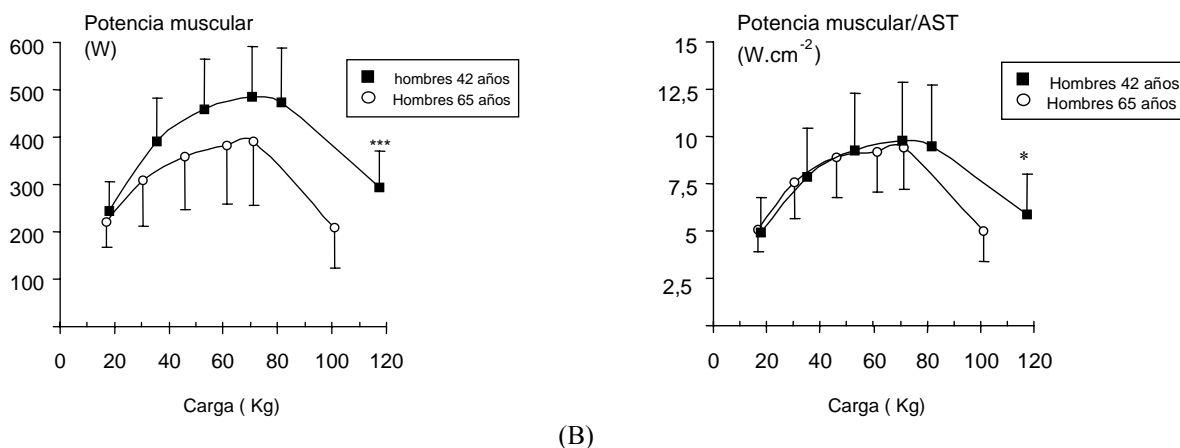 Potencia muscular
(W)
600
500
400
300
200
100
0
20
40
60
80
100
120
Carga ( Kg)
hombres 42 años
Hombres 65 años
***
Potencia muscular/AST
(W.cm-2)
15
12,5
10
7,5
5
2,5
0
20
40
60
80
100
120
Carga ( Kg)
Hombres 42 años
Hombres 65 años
*
(B)